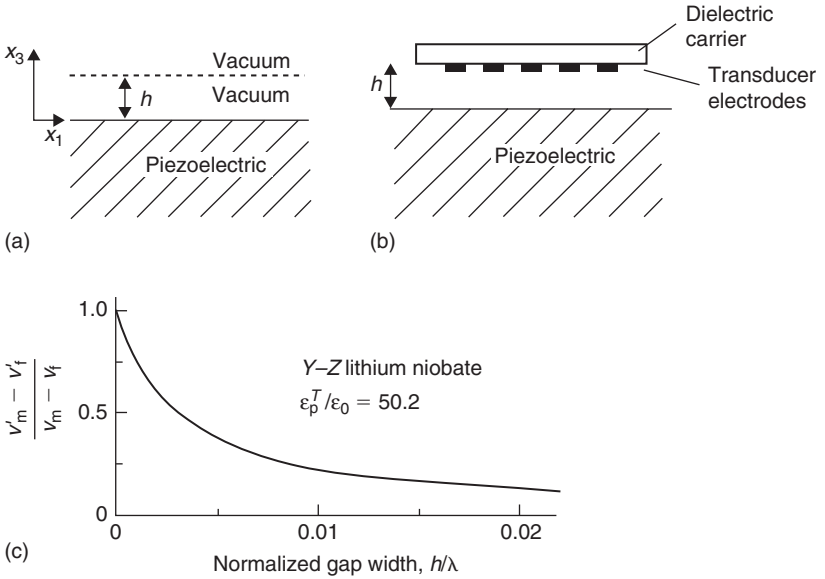 x₃
Vacuum
h
Vacuum
x₁
Piezoelectric
(a)
Dielectric
carrier
h
Transducer
electrodes
Piezoelectric
(b)
v′m − v′f
vm − vf
1.0
0.5
0
Y–Z lithium niobate
εpᵀ/ε₀ = 50.2
0
0.01
0.02
Normalized gap width, h/λ
(c)